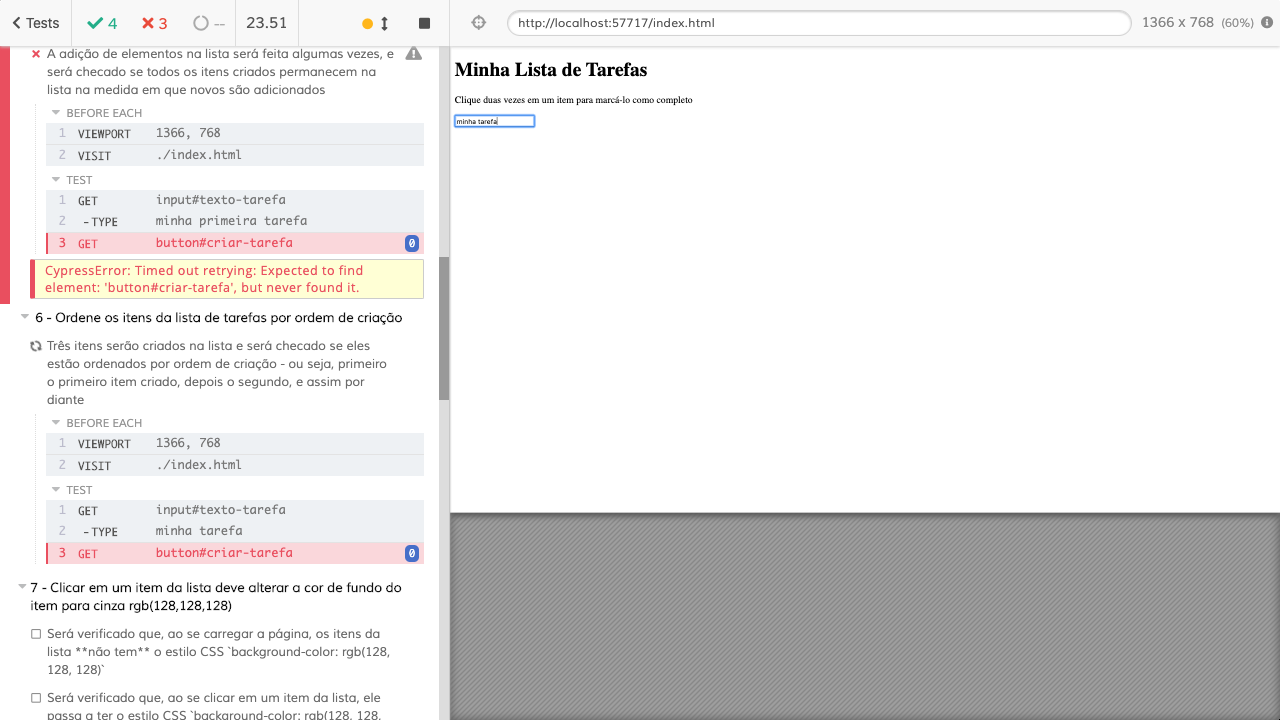 Tests 4 3 -- 23.51
http://localhost:57717/index.html 1366 x 768 (60%)
A adição de elementos na lista será feita algumas vezes, e
será checado se todos os itens criados permanecem na
lista na medida em que novos são adicionados
BEFORE EACH
1 VIEWPORT 1366, 768
2 VISIT ./index.html
TEST
1 GET input#texto-tarefa
2 -TYPE minha primeira tarefa
3 GET button#criar-tarefa 0
CypressError: Timed out retrying: Expected to find
element: 'button#criar-tarefa', but never found it.
6 - Ordene os itens da lista de tarefas por ordem de criação
Três itens serão criados na lista e será checado se eles
estão ordenados por ordem de criação - ou seja, primeiro
o primeiro item criado, depois o segundo, e assim por
diante
BEFORE EACH
1 VIEWPORT 1366, 768
2 VISIT ./index.html
TEST
1 GET input#texto-tarefa
2 -TYPE minha tarefa
3 GET button#criar-tarefa 0
7 - Clicar em um item da lista deve alterar a cor de fundo do
item para cinza rgb(128,128,128)
Será verificado que, ao se carregar a página, os itens da
lista **não tem** o estilo CSS `background-color: rgb(128,
128, 128)`
Será verificado que, ao se clicar em um item da lista, ele
passa a ter o estilo CSS `background-color: rgb(128, 128,
Minha Lista de Tarefas
Clique duas vezes em um item para marcá-lo como completo
minha tarefa